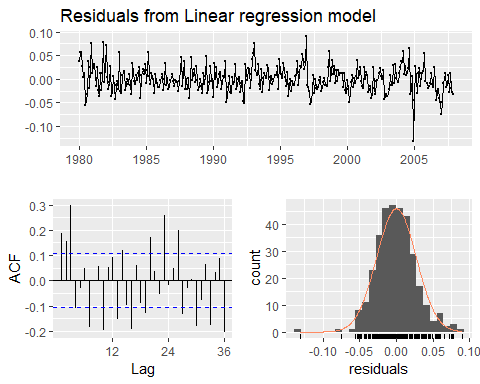 Residuals from Linear regression model
0.10
0.05
0.00
-0.05
-0.10
1980 1985 1990 1995 2000 2005
0.3
0.2
0.1
0.0
-0.1
-0.2
ACF
12 24 36
Lag
40
30
20
10
0
count
-0.10 -0.05 0.00 0.05 0.10
residuals